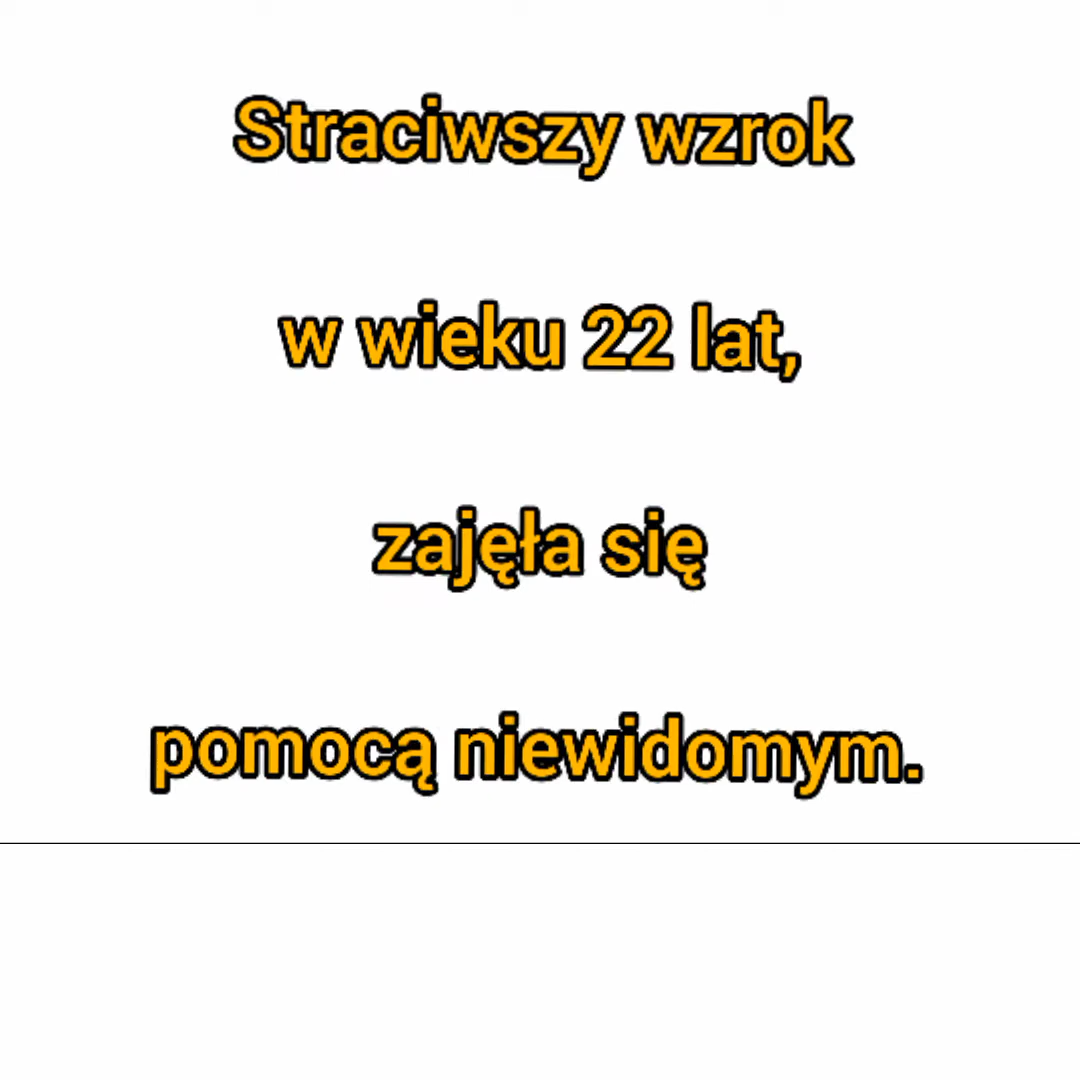 Straciwszy wzrok
w wieku 22 lat,
zajęła się
pomocą niewidomym.